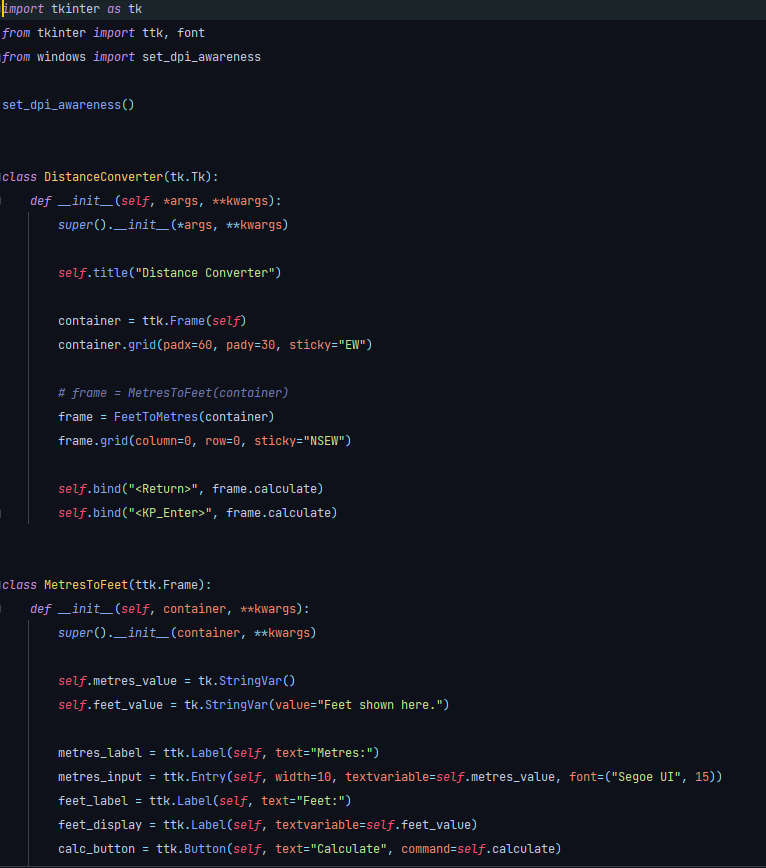 import tkinter as tk
from tkinter import ttk, font
from windows import set_dpi_awareness
set_dpi_awareness()
class DistanceConverter(tk.Tk):
    def __init__(self, *args, **kwargs):
        super().__init__(*args, **kwargs)
        self.title("Distance Converter")
        container = ttk.Frame(self)
        container.grid(padx=60, pady=30, sticky="EW")
        # frame = MetresToFeet(container)
        frame = FeetToMetres(container)
        frame.grid(column=0, row=0, sticky="NSEW")
        self.bind("<Return>", frame.calculate)
        self.bind("<KP_Enter>", frame.calculate)
class MetresToFeet(ttk.Frame):
    def __init__(self, container, **kwargs):
        super().__init__(container, **kwargs)
        self.metres_value = tk.StringVar()
        self.feet_value = tk.StringVar(value="Feet shown here.")
        metres_label = ttk.Label(self, text="Metres:")
        metres_input = ttk.Entry(self, width=10, textvariable=self.metres_value, font=("Segoe UI", 15))
        feet_label = ttk.Label(self, text="Feet:")
        feet_display = ttk.Label(self, textvariable=self.feet_value)
        calc_button = ttk.Button(self, text="Calculate", command=self.calculate)